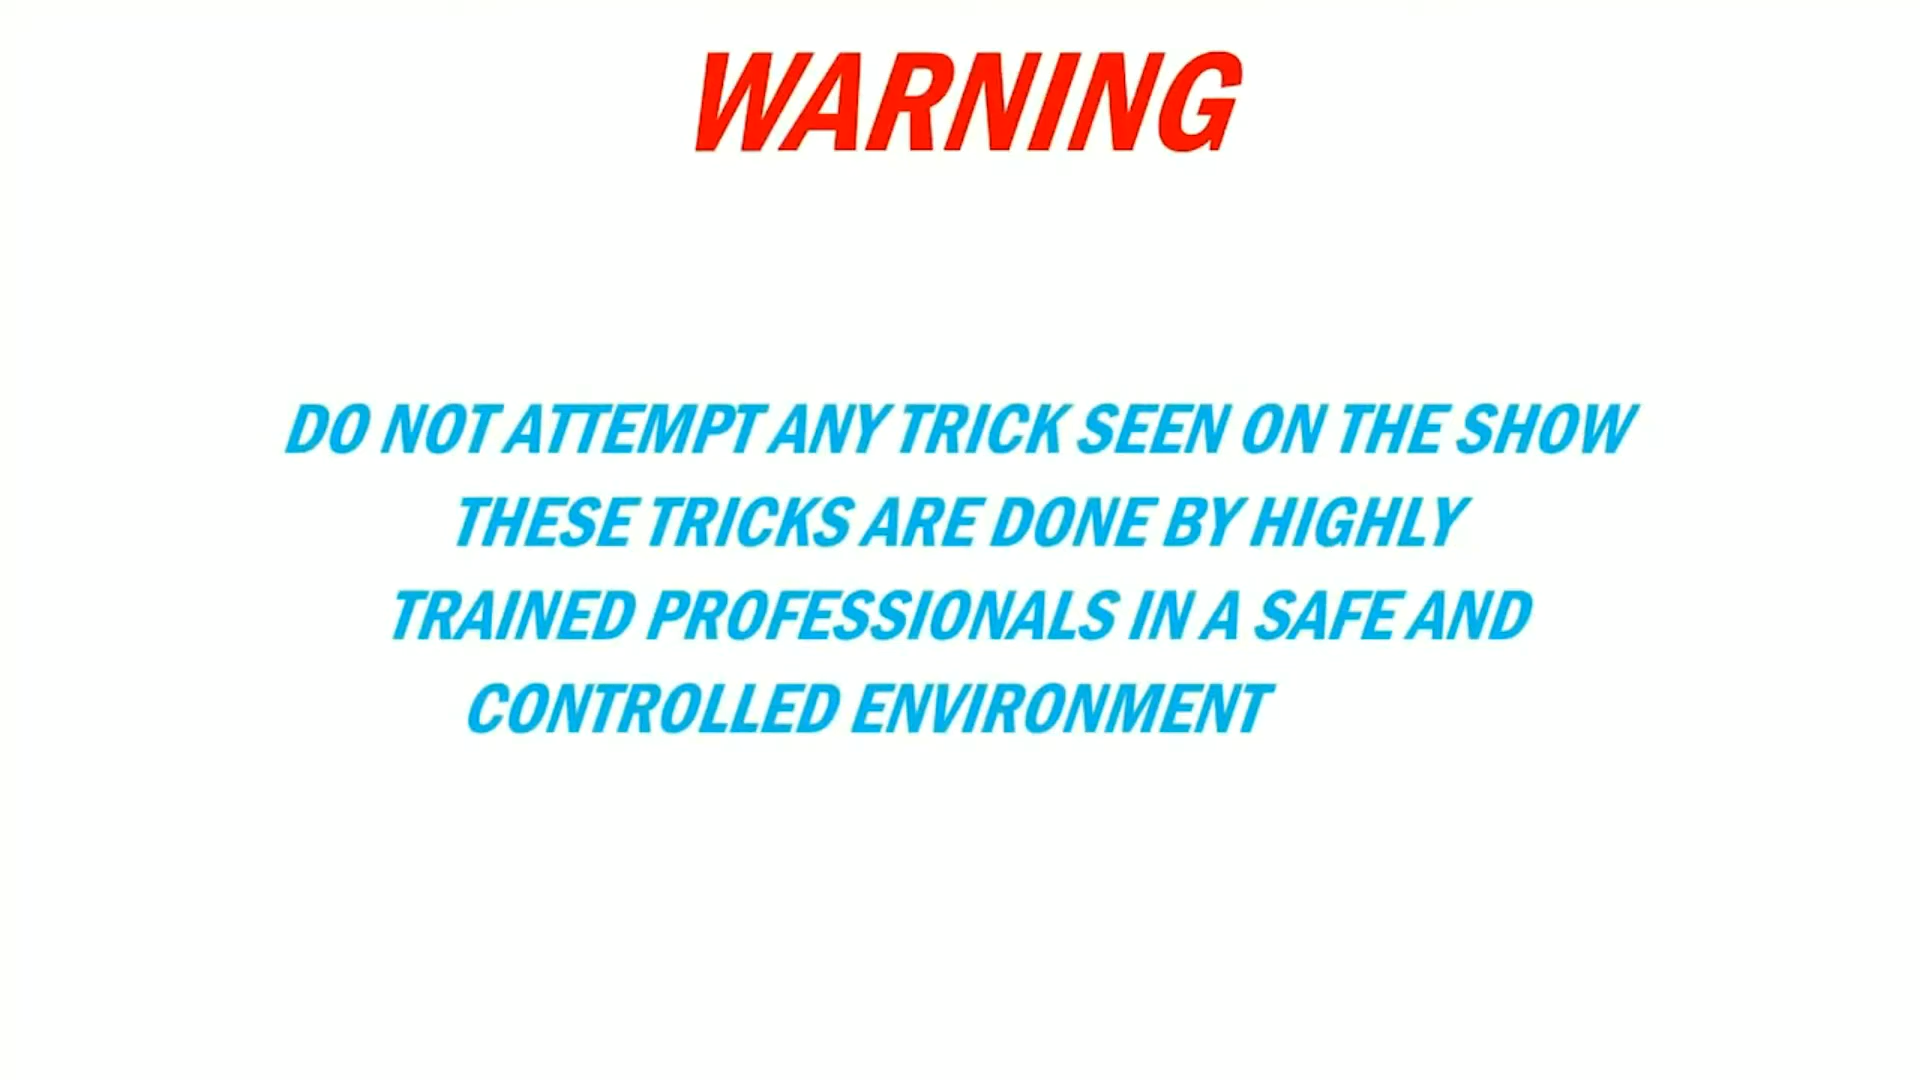 WARNING
DO NOT ATTEMPT ANY TRICK SEEN ON THE SHOW
THESE TRICKS ARE DONE BY HIGHLY
TRAINED PROFESSIONALS IN A SAFE AND
CONTROLLED ENVIRONMENT